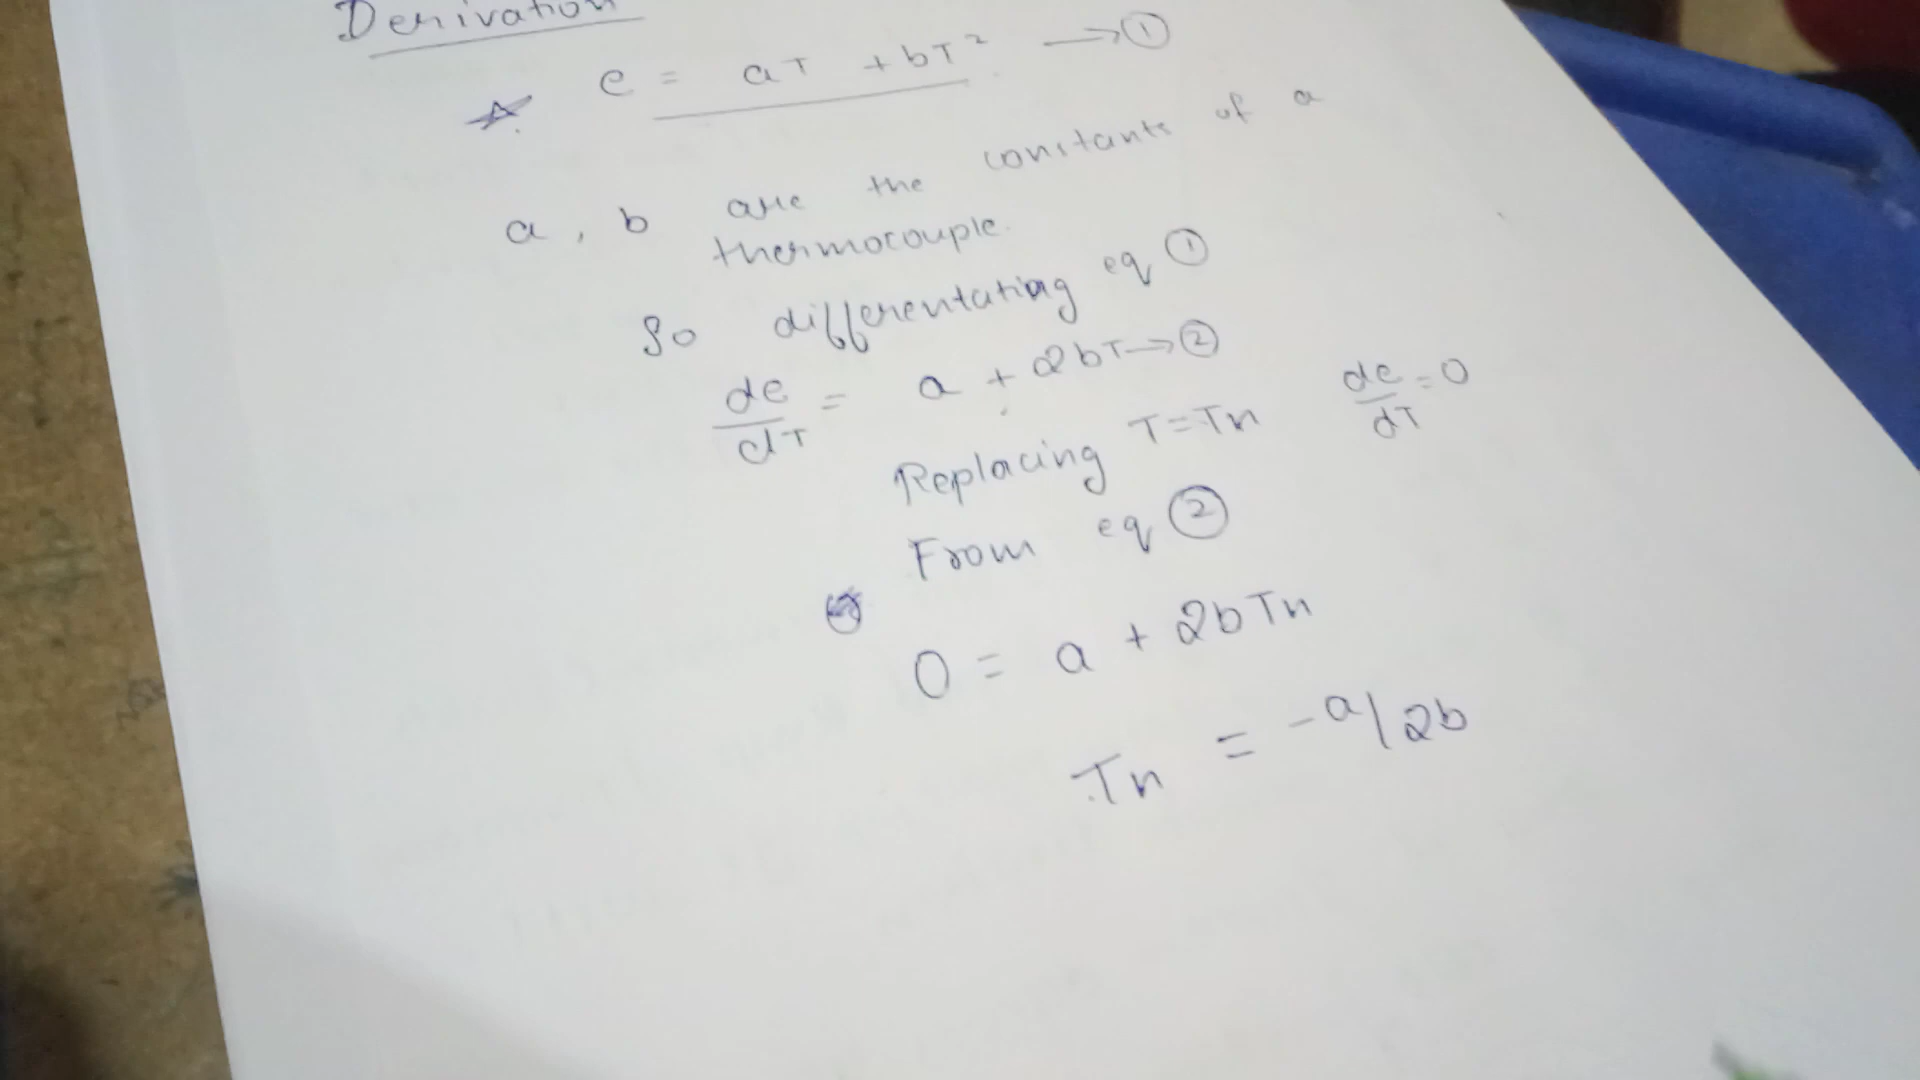 Derivation
e = aT + bT² → ①
a, b are the constants of a
thermocouple.
So differentating eq ①
de/dT = a + 2bT → ②
Replacing T = Tn de/dT = 0
From eq ②
0 = a + 2bTn
Tn = -a/2b